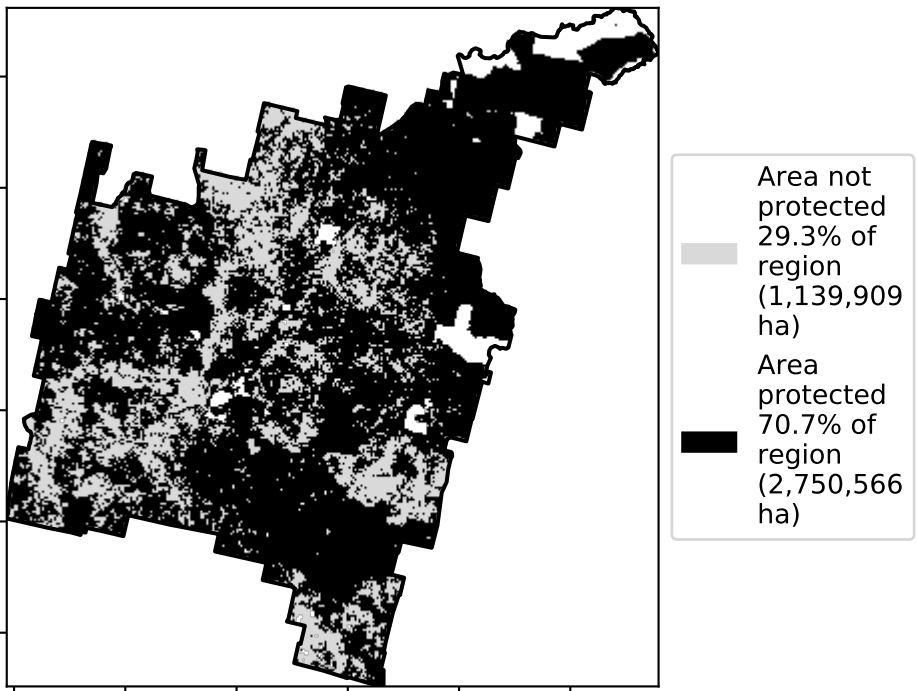 Area not
protected
29.3% of
region
(1,139,909
ha)
Area
protected
70.7% of
region
(2,750,566
ha)